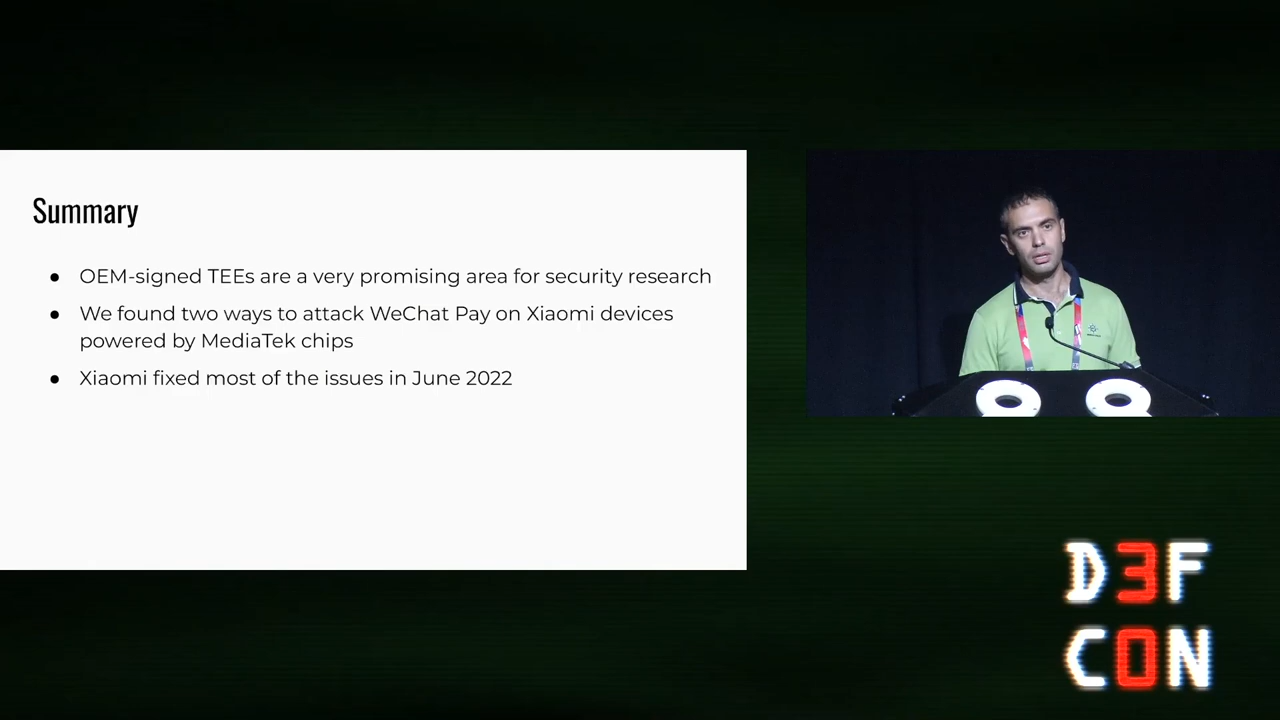 Summary
● OEM-signed TEEs are a very promising area for security research
● We found two ways to attack WeChat Pay on Xiaomi devices
powered by MediaTek chips
● Xiaomi fixed most of the issues in June 2022
D3F
C0N